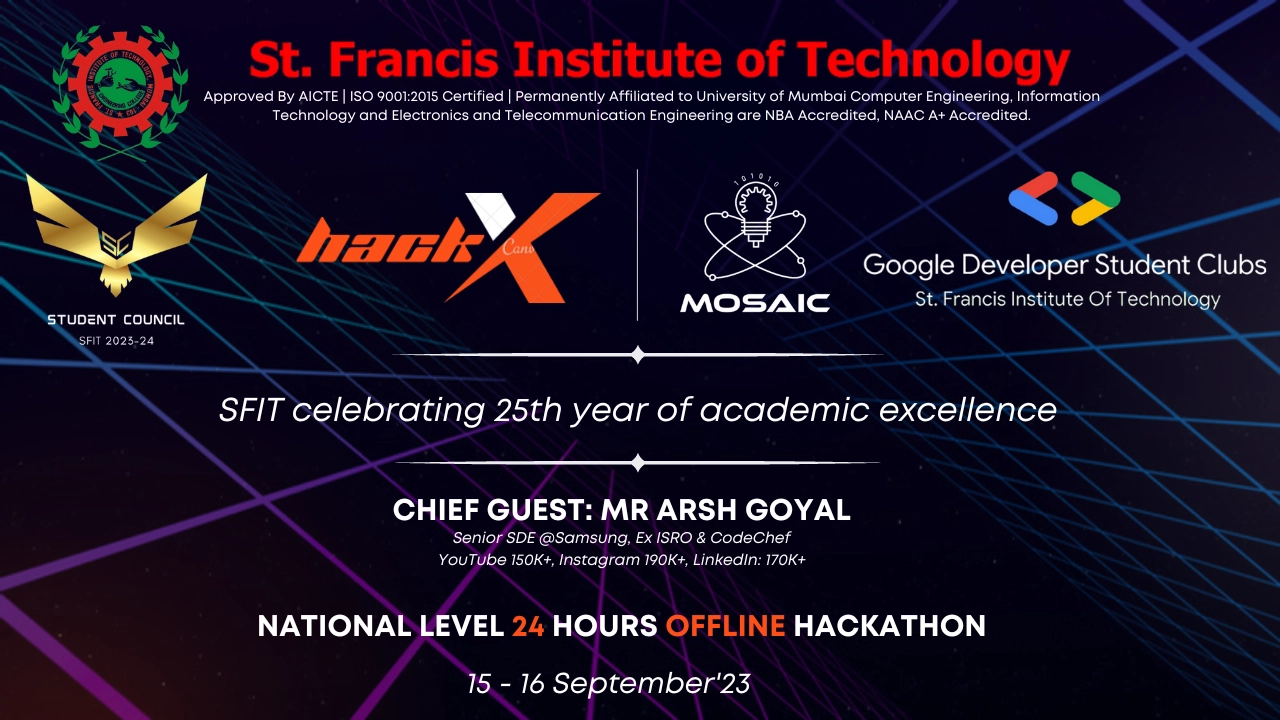 St. Francis Institute of Technology
Approved By AICTE | ISO 9001:2015 Certified | Permanently Affiliated to University of Mumbai Computer Engineering, Information
Technology and Electronics and Telecommunication Engineering are NBA Accredited, NAAC A+ Accredited.
SC
STUDENT COUNCIL
SFIT 2023-24
hackX
101010
MOSAIC
Google Developer Student Clubs
St. Francis Institute Of Technology
SFIT celebrating 25th year of academic excellence
CHIEF GUEST: MR ARSH GOYAL
Senior SDE @Samsung, Ex ISRO & CodeChef
YouTube 150K+, Instagram 190K+, LinkedIn: 170K+
NATIONAL LEVEL 24 HOURS OFFLINE HACKATHON
15 - 16 September'23